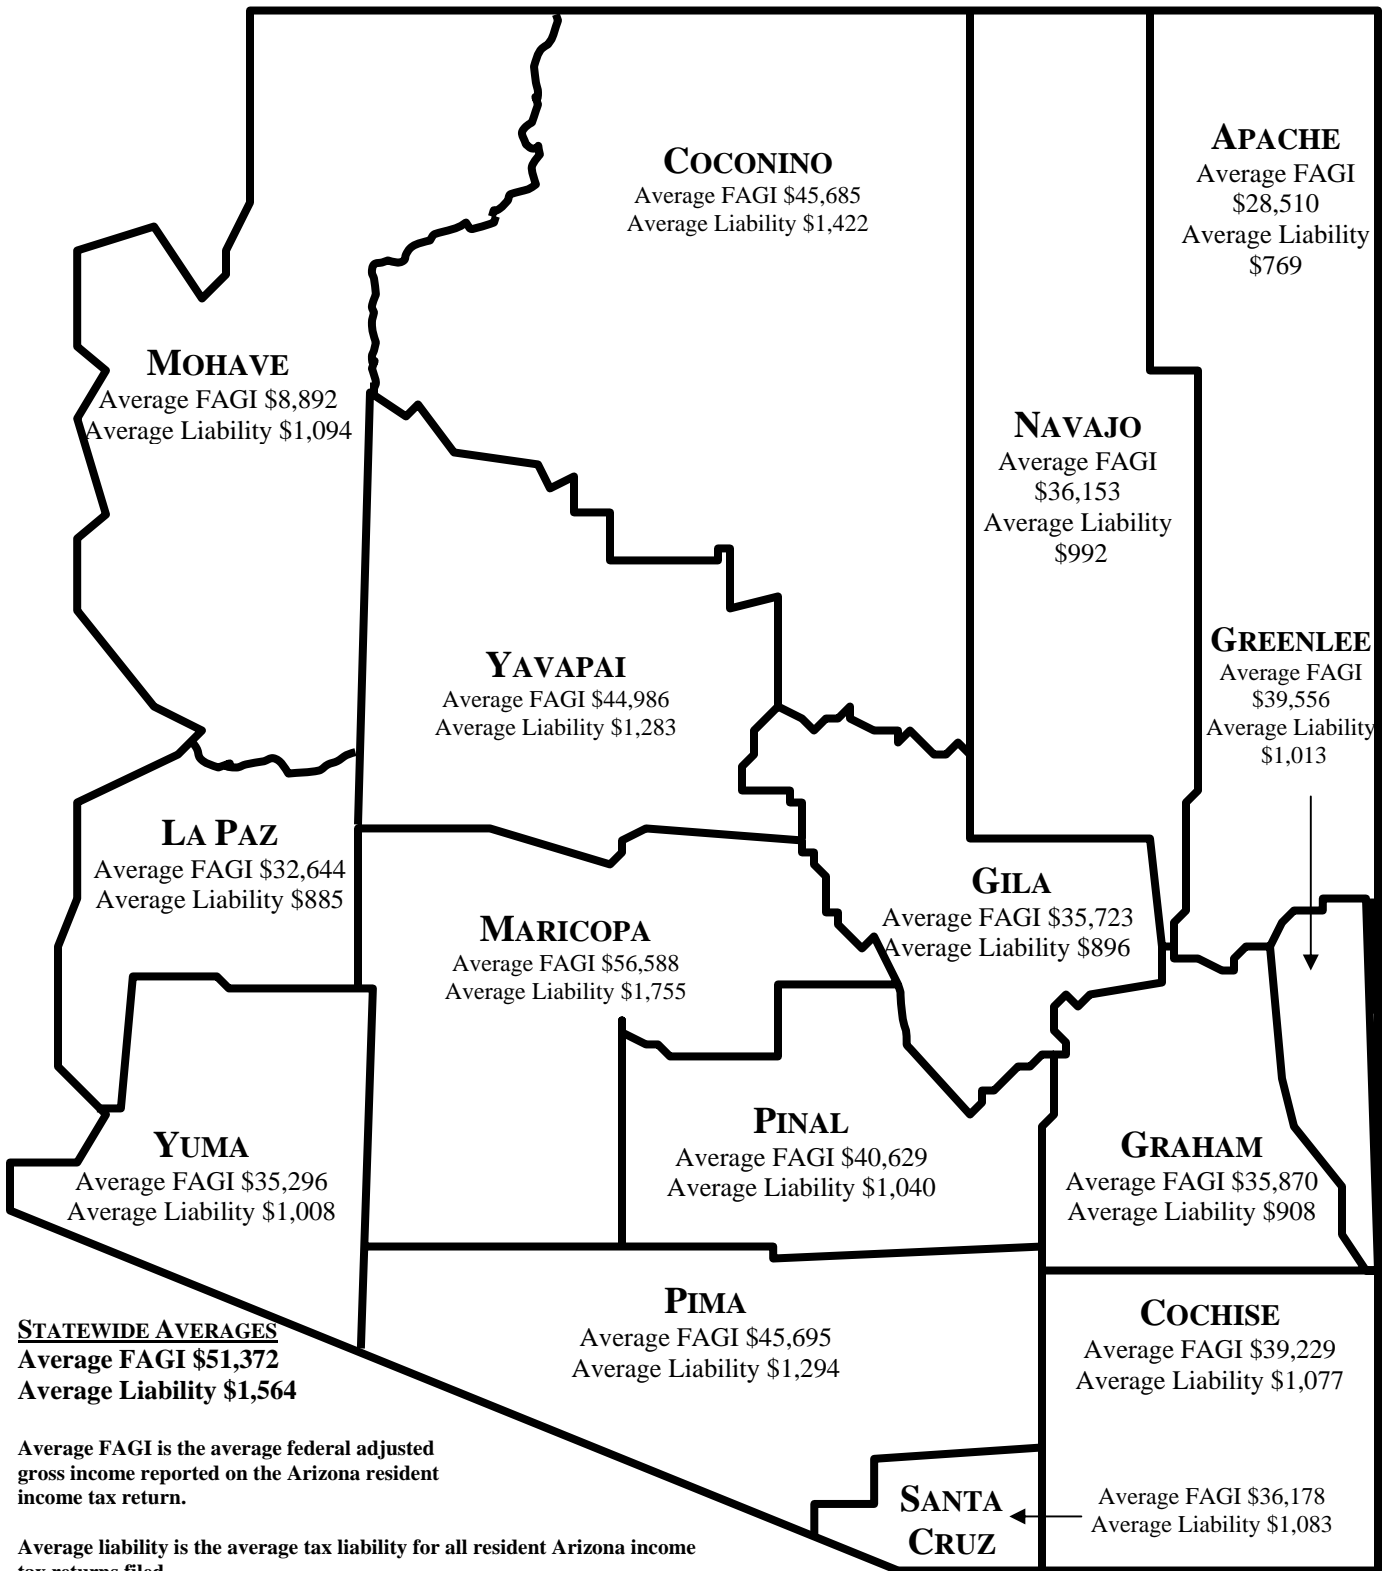 COCONINO
Average FAGI $45,685
Average Liability $1,422
APACHE
Average FAGI
$28,510
Average Liability
$769
MOHAVE
Average FAGI $8,892
Average Liability $1,094
NAVAJO
Average FAGI
$36,153
Average Liability
$992
YAVAPAI
Average FAGI $44,986
Average Liability $1,283
GREENLEE
Average FAGI
$39,556
Average Liability
$1,013
LA PAZ
Average FAGI $32,644
Average Liability $885
MARICOPA
Average FAGI $56,588
Average Liability $1,755
GILA
Average FAGI $35,723
Average Liability $896
YUMA
Average FAGI $35,296
Average Liability $1,008
PINAL
Average FAGI $40,629
Average Liability $1,040
GRAHAM
Average FAGI $35,870
Average Liability $908
PIMA
Average FAGI $45,695
Average Liability $1,294
COCHISE
Average FAGI $39,229
Average Liability $1,077
SANTA
CRUZ
Average FAGI $36,178
Average Liability $1,083
STATEWIDE AVERAGES
Average FAGI $51,372
Average Liability $1,564
Average FAGI is the average federal adjusted
gross income reported on the Arizona resident
income tax return.
Average liability is the average tax liability for all resident Arizona income
tax returns filed